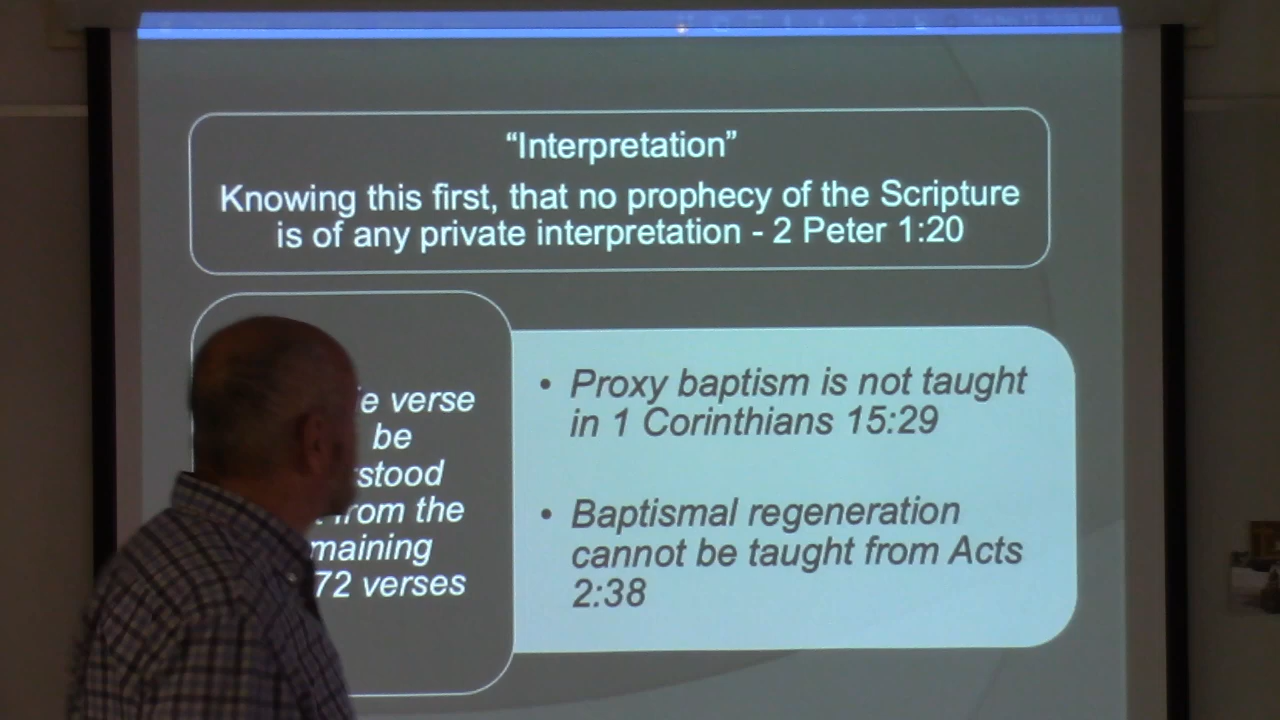 “Interpretation”
Knowing this first, that no prophecy of the Scripture
is of any private interpretation - 2 Peter 1:20
verse
be
from the
72 verses
• Proxy baptism is not taught
in 1 Corinthians 15:29
• Baptismal regeneration
cannot be taught from Acts
2:38